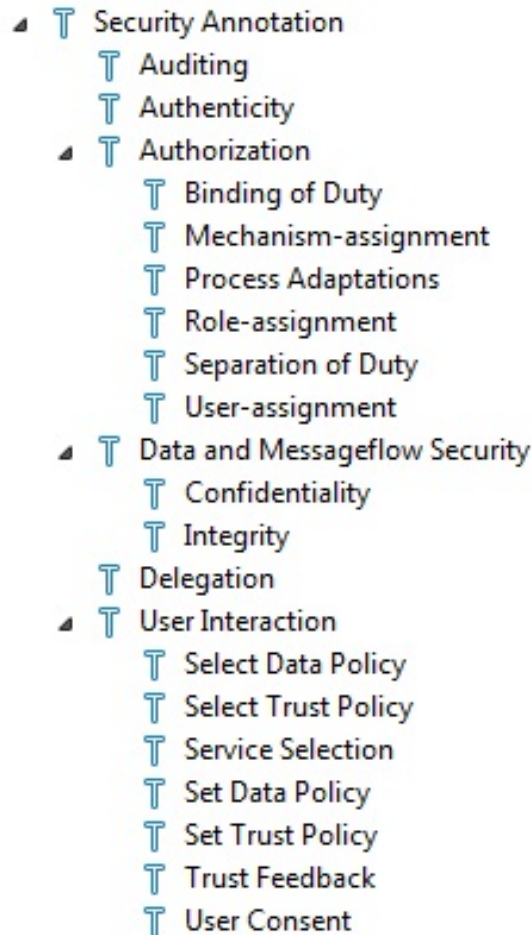 Security Annotation
Auditing
Authenticity
Authorization
Binding of Duty
Mechanism-assignment
Process Adaptations
Role-assignment
Separation of Duty
User-assignment
Data and Messageflow Security
Confidentiality
Integrity
Delegation
User Interaction
Select Data Policy
Select Trust Policy
Service Selection
Set Data Policy
Set Trust Policy
Trust Feedback
User Consent